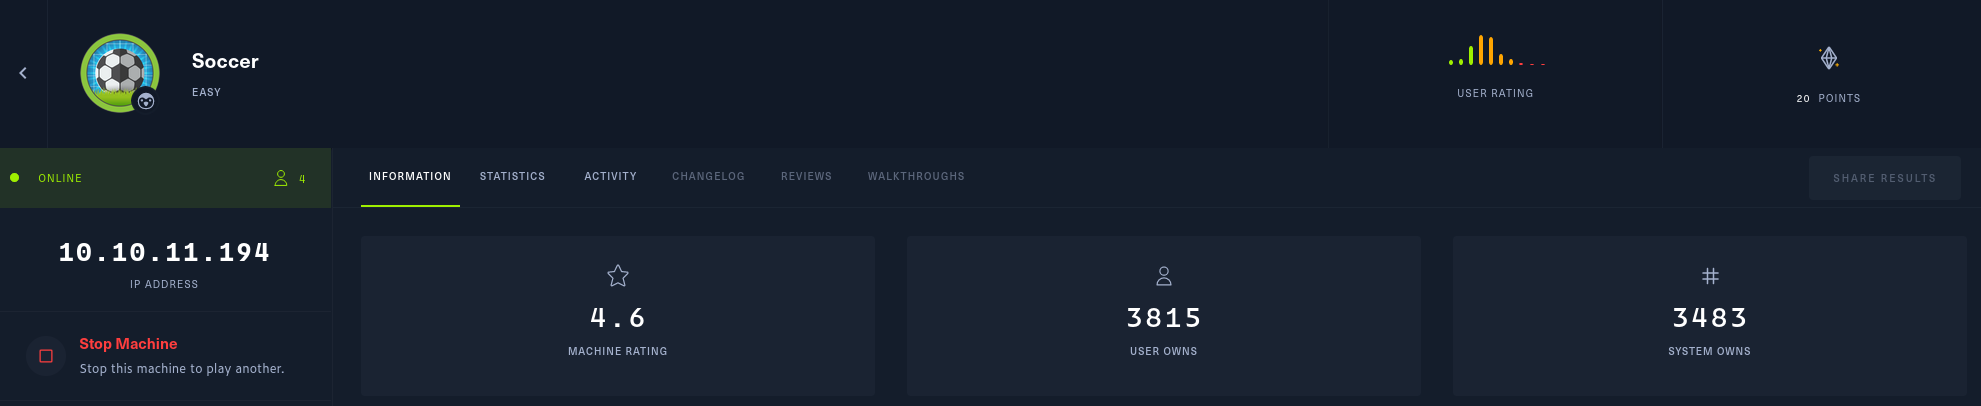 Soccer
EASY
USER RATING
20 POINTS
ONLINE
4
INFORMATION
STATISTICS
ACTIVITY
CHANGELOG
REVIEWS
WALKTHROUGHS
SHARE RESULTS
10.10.11.194
IP ADDRESS
Stop Machine
Stop this machine to play another.
4.6
MACHINE RATING
3815
USER OWNS
3483
SYSTEM OWNS